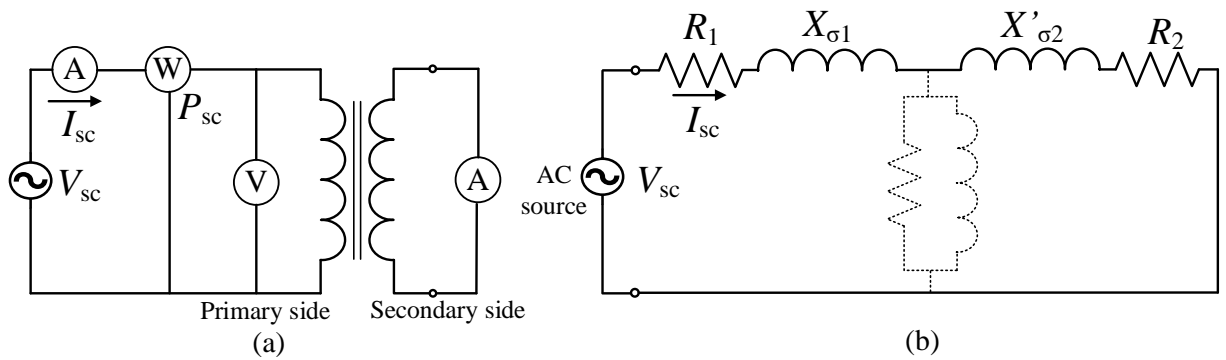 A
W
P_sc
I_sc
V_sc
V
A
Primary side
Secondary side
(a)
R_1
X_σ1
X'_σ2
R_2
I_sc
AC
source
V_sc
(b)